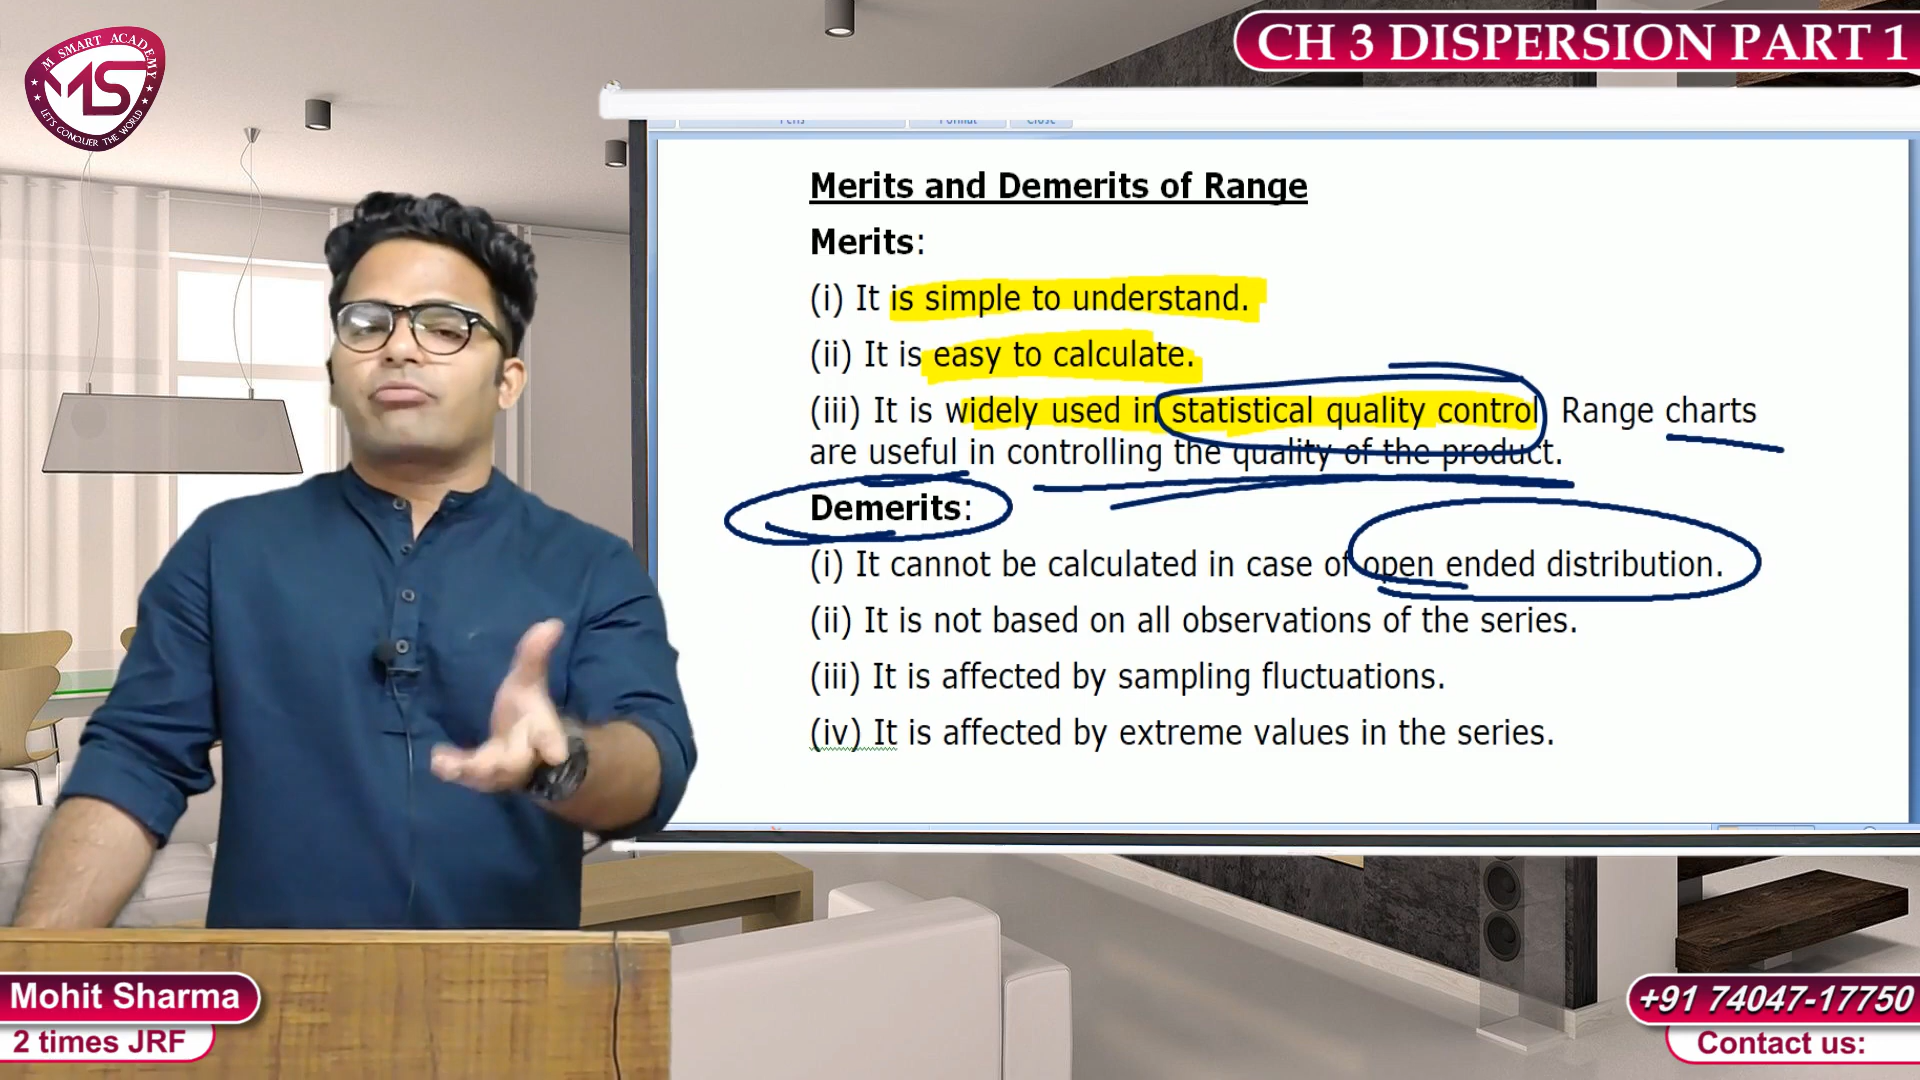 M SMART ACADEMY
MS
LET'S CONQUER THE WORLD
CH 3 DISPERSION PART 1
Pens Format Close
Merits and Demerits of Range
Merits:
(i) It is simple to understand.
(ii) It is easy to calculate.
(iii) It is widely used in statistical quality control Range charts
are useful in controlling the quality of the product.
Demerits:
(i) It cannot be calculated in case of open ended distribution.
(ii) It is not based on all observations of the series.
(iii) It is affected by sampling fluctuations.
(iv) It is affected by extreme values in the series.
Mohit Sharma
2 times JRF
+91 74047-17750
Contact us: